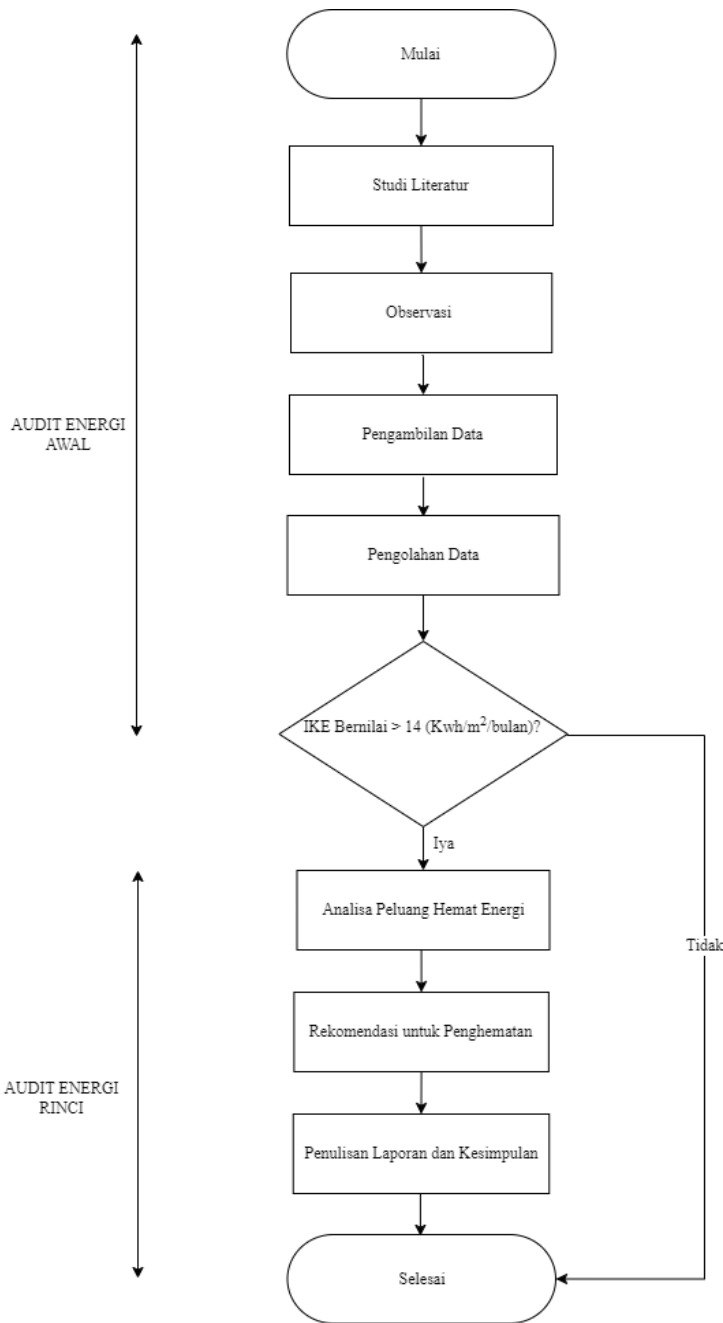 Mulai
Studi Literatur
Observasi
AUDIT ENERGI
AWAL
Pengambilan Data
Pengolahan Data
IKE Bernilai > 14 (Kwh/m²/bulan)?
Iya
Analisa Peluang Hemat Energi
Tidak
Rekomendasi untuk Penghematan
AUDIT ENERGI
RINCI
Penulisan Laporan dan Kesimpulan
Selesai